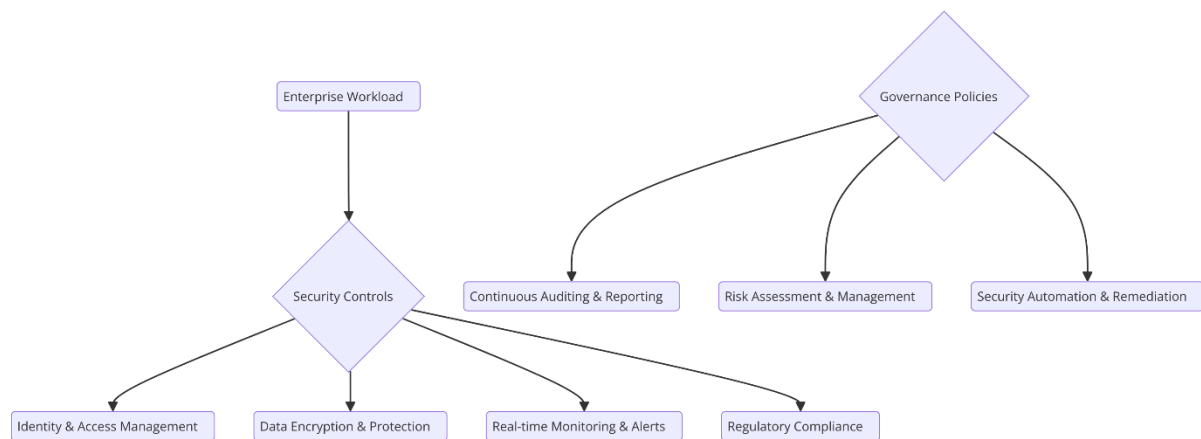 Enterprise Workload
Governance Policies
Security Controls
Continuous Auditing & Reporting
Risk Assessment & Management
Security Automation & Remediation
Identity & Access Management
Data Encryption & Protection
Real-time Monitoring & Alerts
Regulatory Compliance